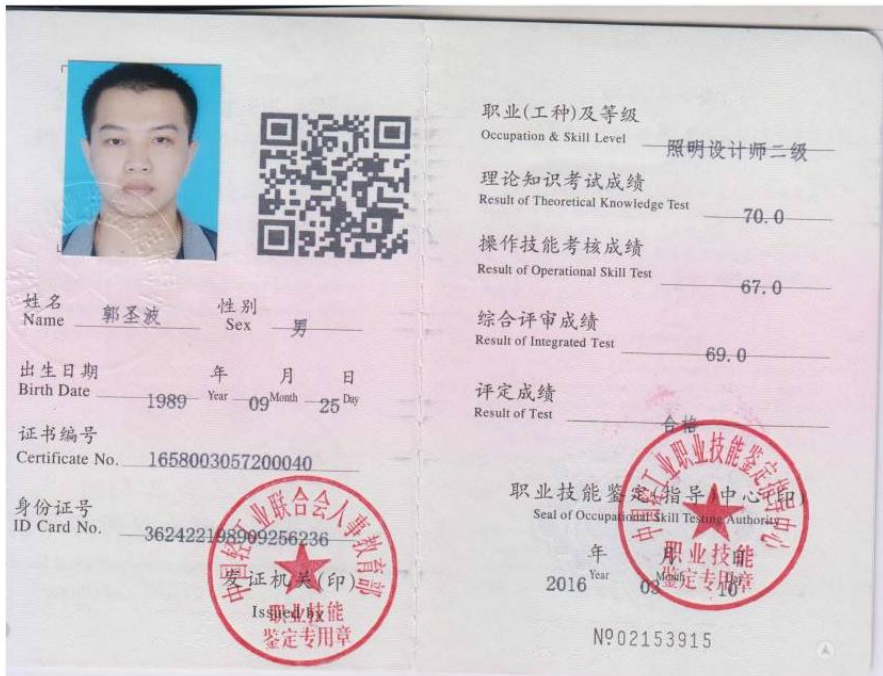 姓名 郭圣波 性别 男
Name Sex
出生日期 年 月 日
Birth Date 1989 Year 09 Month 25 Day
证书编号
Certificate No. 1658003057200040
身份证号
ID Card No. 362422198909256236
发证机关(印)
Issued by
中国轻工业联合会人事教育部
职业技能
鉴定专用章
职业(工种)及等级
Occupation & Skill Level 照明设计师二级
理论知识考试成绩
Result of Theoretical Knowledge Test 70.0
操作技能考核成绩
Result of Operational Skill Test 67.0
综合评审成绩
Result of Integrated Test 69.0
评定成绩
Result of Test 合格
职业技能鉴定(指导)中心(印)
Seal of Occupational Skill Testing Authority
年 月 日
2016 Year 03 Month 10 Day
中国轻工业职业技能鉴定指导中心
职业技能
鉴定专用章
№02153915